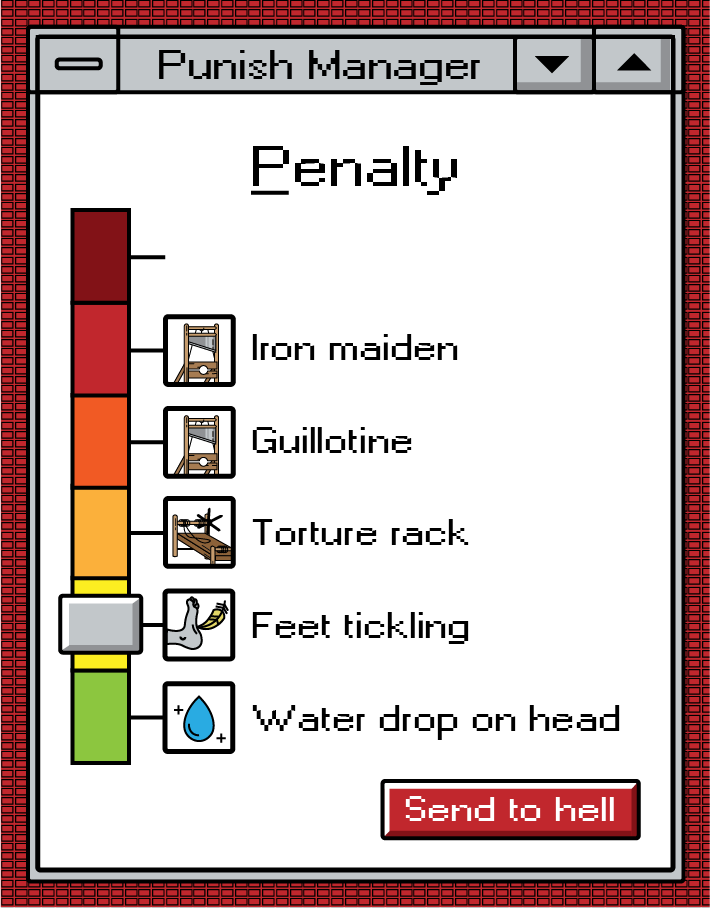 Punish Manager
Penalty
Iron maiden
Guillotine
Torture rack
Feet tickling
Water drop on head
Send to hell